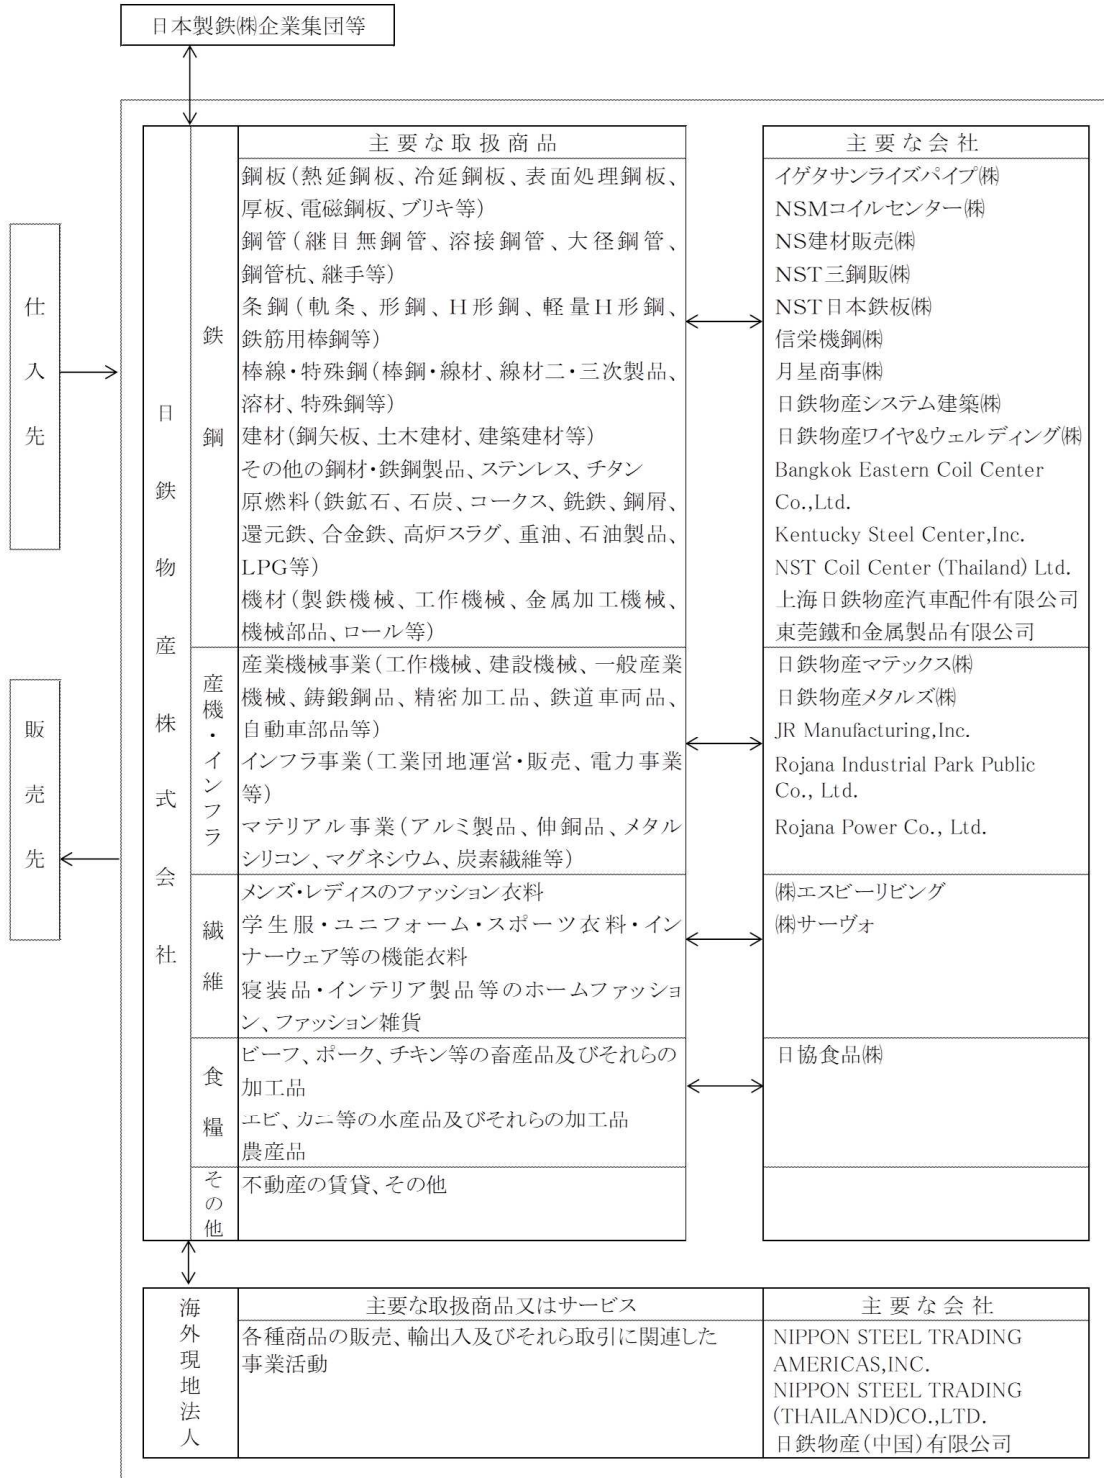 日本製鉄㈱企業集団等
仕入先
販売先
日鉄物産株式会社
主要な取扱商品
主要な会社
鉄鋼
鋼板(熱延鋼板、冷延鋼板、表面処理鋼板、
厚板、電磁鋼板、ブリキ等)
鋼管(継目無鋼管、溶接鋼管、大径鋼管、
鋼管杭、継手等)
条鋼(軌条、形鋼、H形鋼、軽量H形鋼、
鉄筋用棒鋼等)
棒線・特殊鋼(棒鋼・線材、線材二・三次製品、
溶材、特殊鋼等)
建材(鋼矢板、土木建材、建築建材等)
その他の鋼材・鉄鋼製品、ステンレス、チタン
原燃料(鉄鉱石、石炭、コークス、銑鉄、鋼屑、
還元鉄、合金鉄、高炉スラグ、重油、石油製品、
LPG等)
機材(製鉄機械、工作機械、金属加工機械、
機械部品、ロール等)
イゲタサンライズパイプ㈱
NSMコイルセンター㈱
NS建材販売㈱
NST三鋼販㈱
NST日本鉄板㈱
信栄機鋼㈱
月星商事㈱
日鉄物産システム建築㈱
日鉄物産ワイヤ&ウェルディング㈱
Bangkok Eastern Coil Center
Co.,Ltd.
Kentucky Steel Center,Inc.
NST Coil Center (Thailand) Ltd.
上海日鉄物産汽車配件有限公司
東莞鐵和金属製品有限公司
産機・インフラ
産業機械事業(工作機械、建設機械、一般産業
機械、鋳鍛鋼品、精密加工品、鉄道車両品、
自動車部品等)
インフラ事業(工業団地運営・販売、電力事業
等)
マテリアル事業(アルミ製品、伸銅品、メタル
シリコン、マグネシウム、炭素繊維等)
日鉄物産マテックス㈱
日鉄物産メタルズ㈱
JR Manufacturing,Inc.
Rojana Industrial Park Public
Co., Ltd.
Rojana Power Co., Ltd.
繊維
メンズ・レディスのファッション衣料
学生服・ユニフォーム・スポーツ衣料・イン
ナーウェア等の機能衣料
寝装品・インテリア製品等のホームファッショ
ン、ファッション雑貨
㈱エスビーリビング
㈱サーヴォ
食糧
ビーフ、ポーク、チキン等の畜産品及びそれらの
加工品
エビ、カニ等の水産品及びそれらの加工品
農産品
日協食品㈱
その他
不動産の賃貸、その他
海外現地法人
主要な取扱商品又はサービス
主要な会社
各種商品の販売、輸出入及びそれら取引に関連した
事業活動
NIPPON STEEL TRADING
AMERICAS,INC.
NIPPON STEEL TRADING
(THAILAND)CO.,LTD.
日鉄物産(中国)有限公司